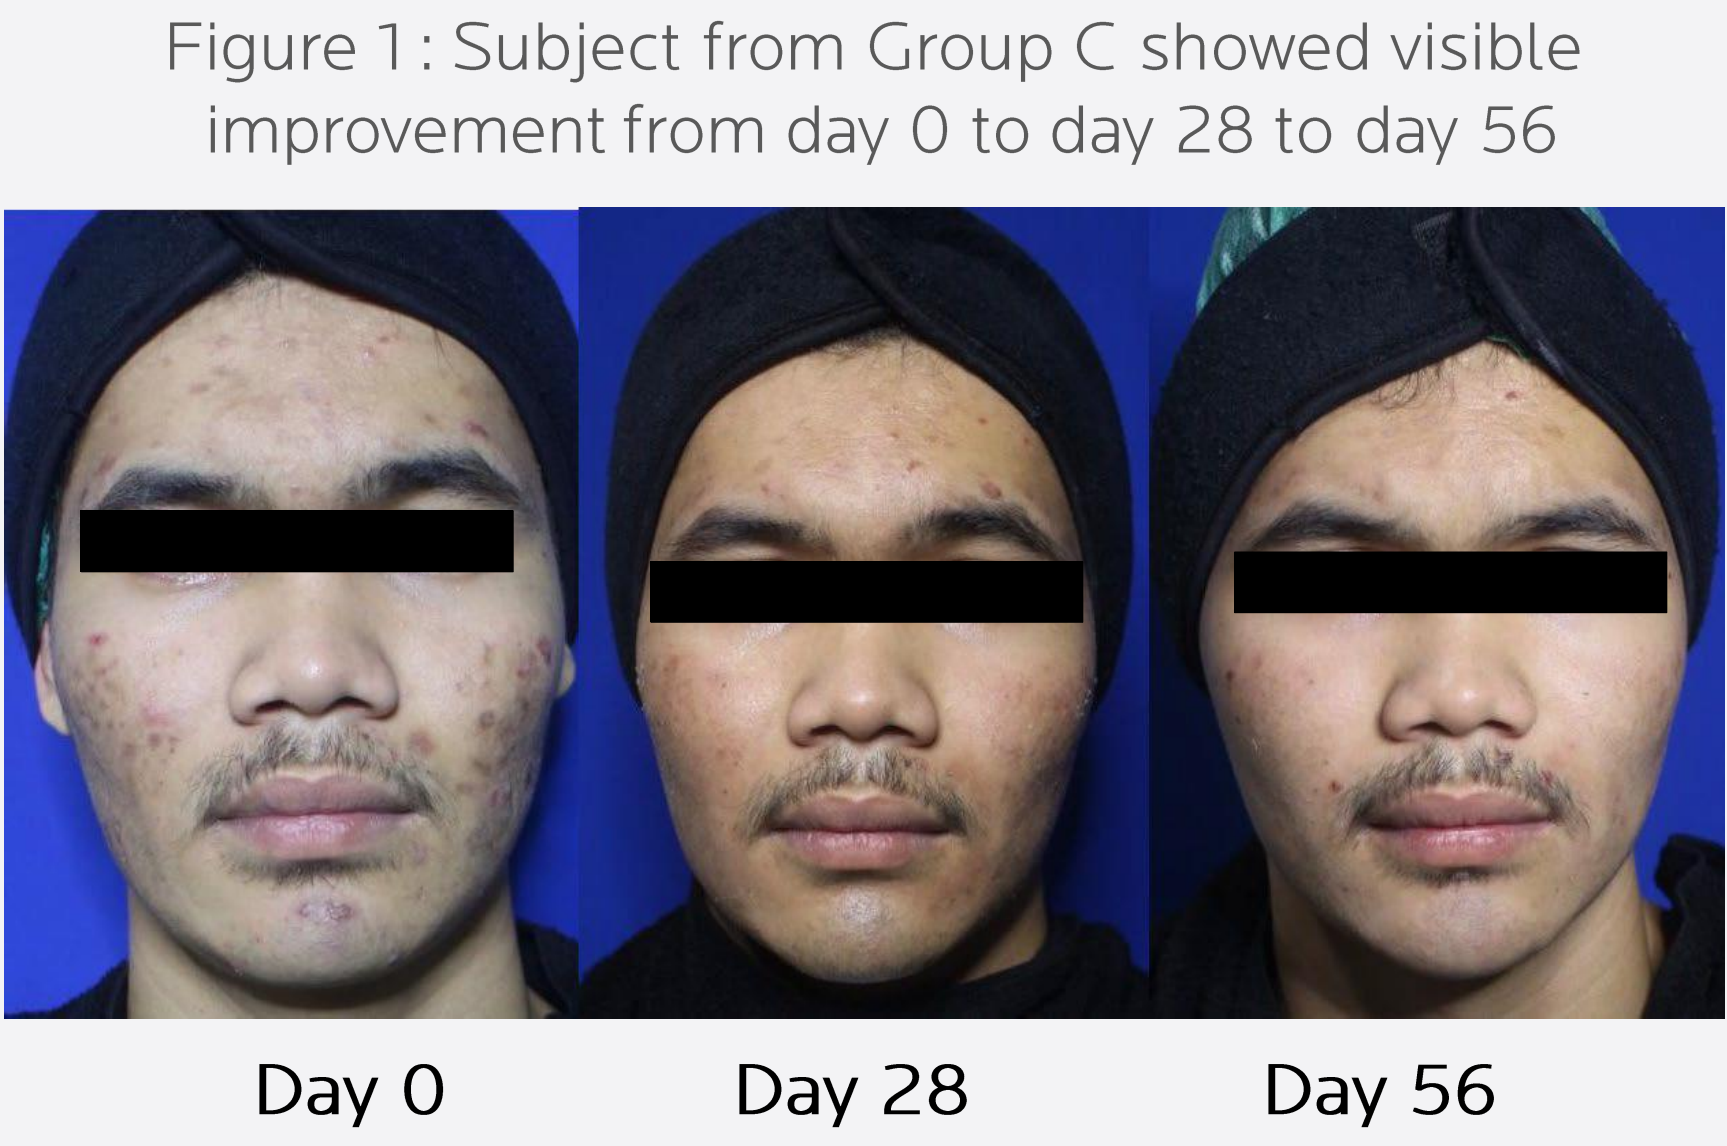 Figure 1: Subject from Group C showed visible
improvement from day 0 to day 28 to day 56
Day 0
Day 28
Day 56